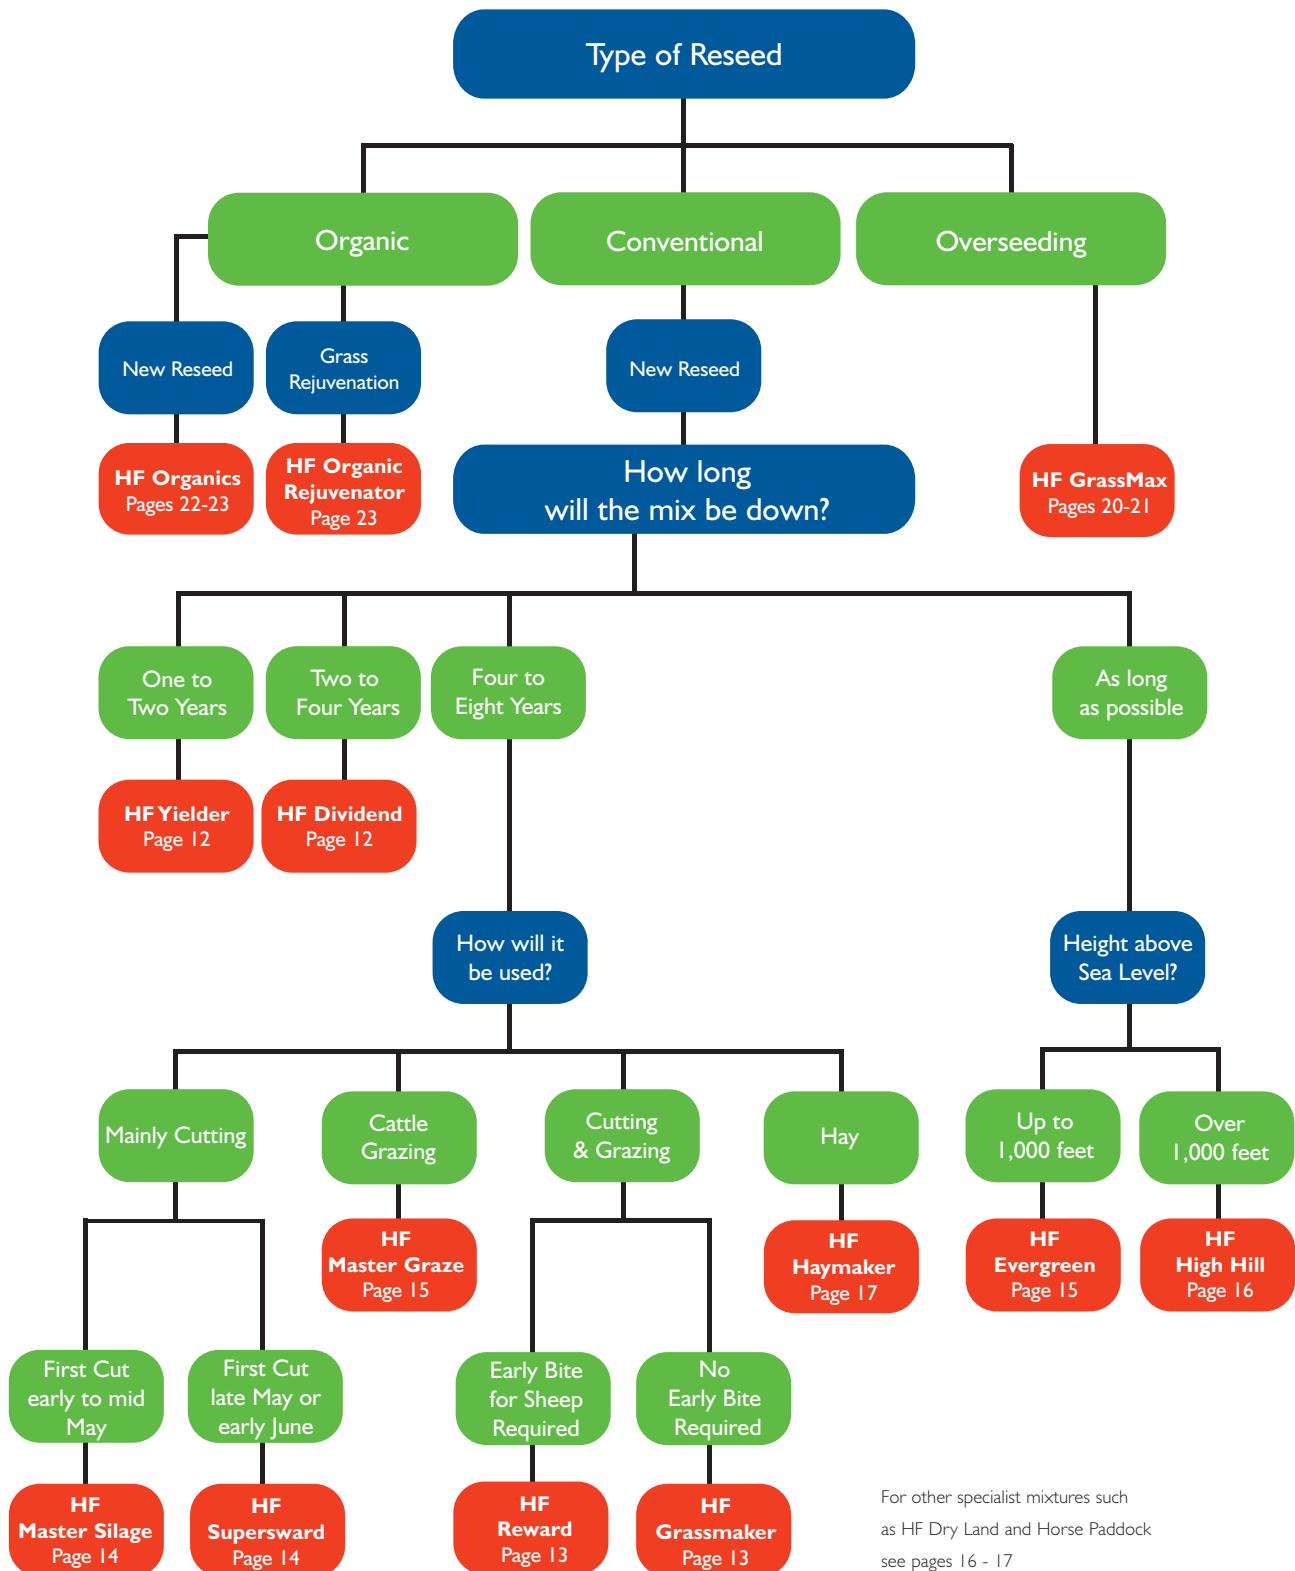 Type of Reseed
Organic
Conventional
Overseeding
New Reseed
Grass
Rejuvenation
New Reseed
HF Organics
Pages 22-23
HF Organic
Rejuvenator
Page 23
How long
will the mix be down?
HF GrassMax
Pages 20-21
One to
Two Years
Two to
Four Years
Four to
Eight Years
As long
as possible
HF Yielder
Page 12
HF Dividend
Page 12
How will it
be used?
Height above
Sea Level?
Mainly Cutting
Cattle
Grazing
Cutting
& Grazing
Hay
Up to
1,000 feet
Over
1,000 feet
HF
Master Graze
Page 15
HF
Haymaker
Page 17
HF
Evergreen
Page 15
HF
High Hill
Page 16
First Cut
early to mid
May
First Cut
late May or
early June
Early Bite
for Sheep
Required
No
Early Bite
Required
HF
Master Silage
Page 14
HF
Supersward
Page 14
HF
Reward
Page 13
HF
Grassmaker
Page 13
For other specialist mixtures such
as HF Dry Land and Horse Paddock
see pages 16 - 17